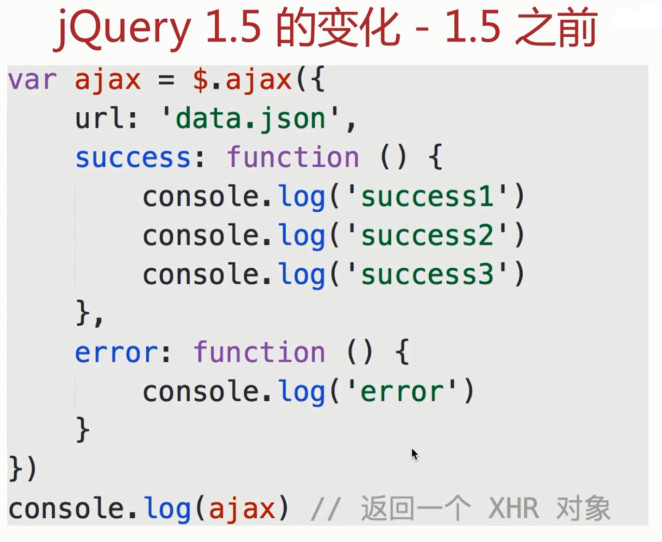 jQuery 1.5 的变化 - 1.5 之前
var ajax = $.ajax({
    url: 'data.json',
    success: function () {
        console.log('success1')
        console.log('success2')
        console.log('success3')
    },
    error: function () {
        console.log('error')
    }
})
console.log(ajax) // 返回一个 XHR 对象